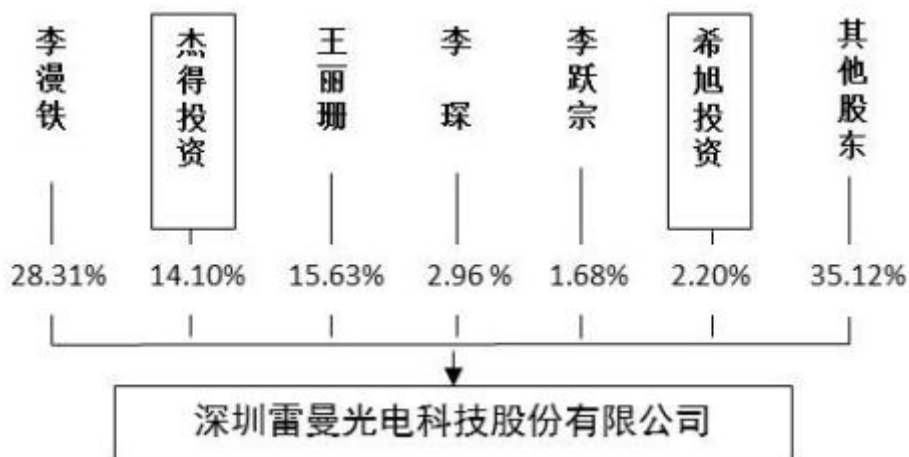 李漫铁
杰得投资
王丽珊
李 琛
李跃宗
希旭投资
其他股东
28.31% 14.10% 15.63% 2.96% 1.68% 2.20% 35.12%
深圳雷曼光电科技股份有限公司